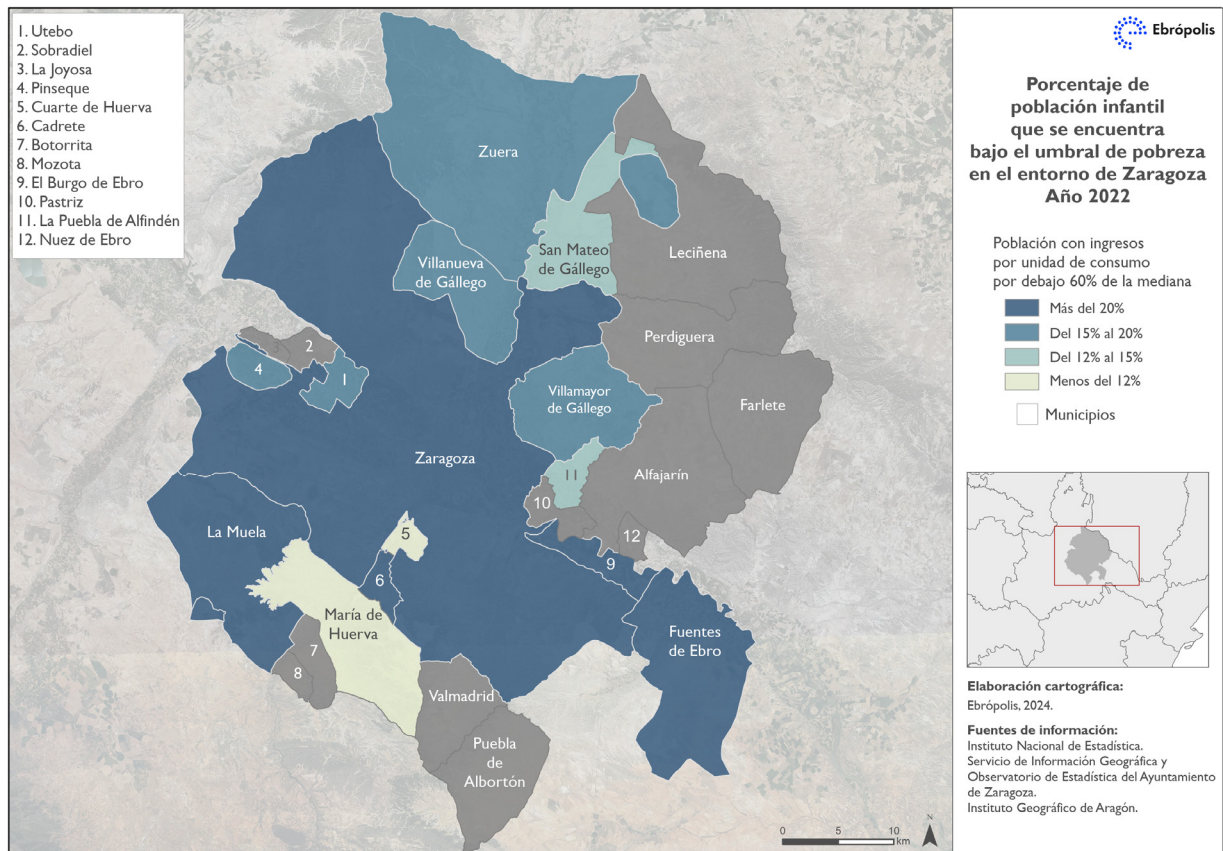 1. Utebo
2. Sobradiel
3. La Joyosa
4. Pinseque
5. Cuarte de Huerva
6. Cadrete
7. Botorrita
8. Mozota
9. El Burgo de Ebro
10. Pastriz
11. La Puebla de Alfindén
12. Nuez de Ebro
Zuera
San Mateo
de Gállego
Leciñena
Villanueva
de Gállego
Perdiguera
2
3
4
1
Villamayor
de Gállego
Farlete
Zaragoza
11
Alfajarín
10
La Muela
5
12
9
6
María de
Huerva
Fuentes
de Ebro
7
8
Valmadrid
Puebla
de
Albortón
0 5 10
km
N
Ebrópolis
Porcentaje de
población infantil
que se encuentra
bajo el umbral de pobreza
en el entorno de Zaragoza
Año 2022
Población con ingresos
por unidad de consumo
por debajo 60% de la mediana
Más del 20%
Del 15% al 20%
Del 12% al 15%
Menos del 12%
Municipios
Elaboración cartográfica:
Ebrópolis, 2024.
Fuentes de información:
Instituto Nacional de Estadística.
Servicio de Información Geográfica y
Observatorio de Estadística del Ayuntamiento
de Zaragoza.
Instituto Geográfico de Aragón.